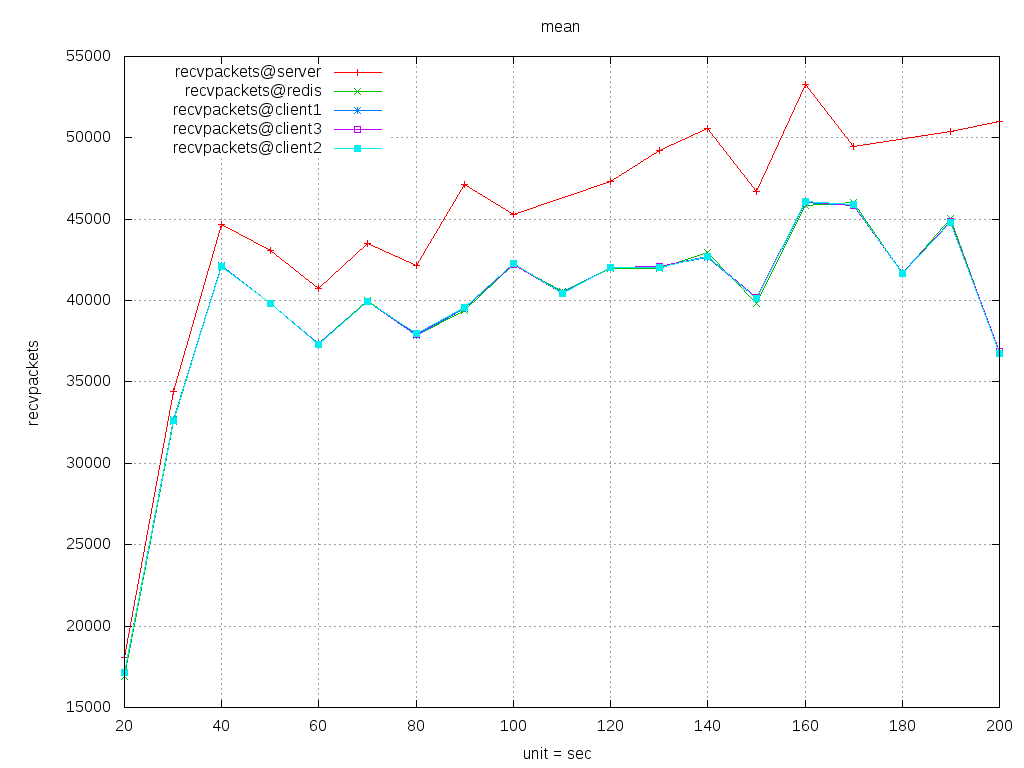 mean
55000
50000
45000
40000
35000
30000
25000
20000
15000
recvpackets@server
recvpackets@redis
recvpackets@client1
recvpackets@client3
recvpackets@client2
recvpackets
20 40 60 80 100 120 140 160 180 200
unit = sec